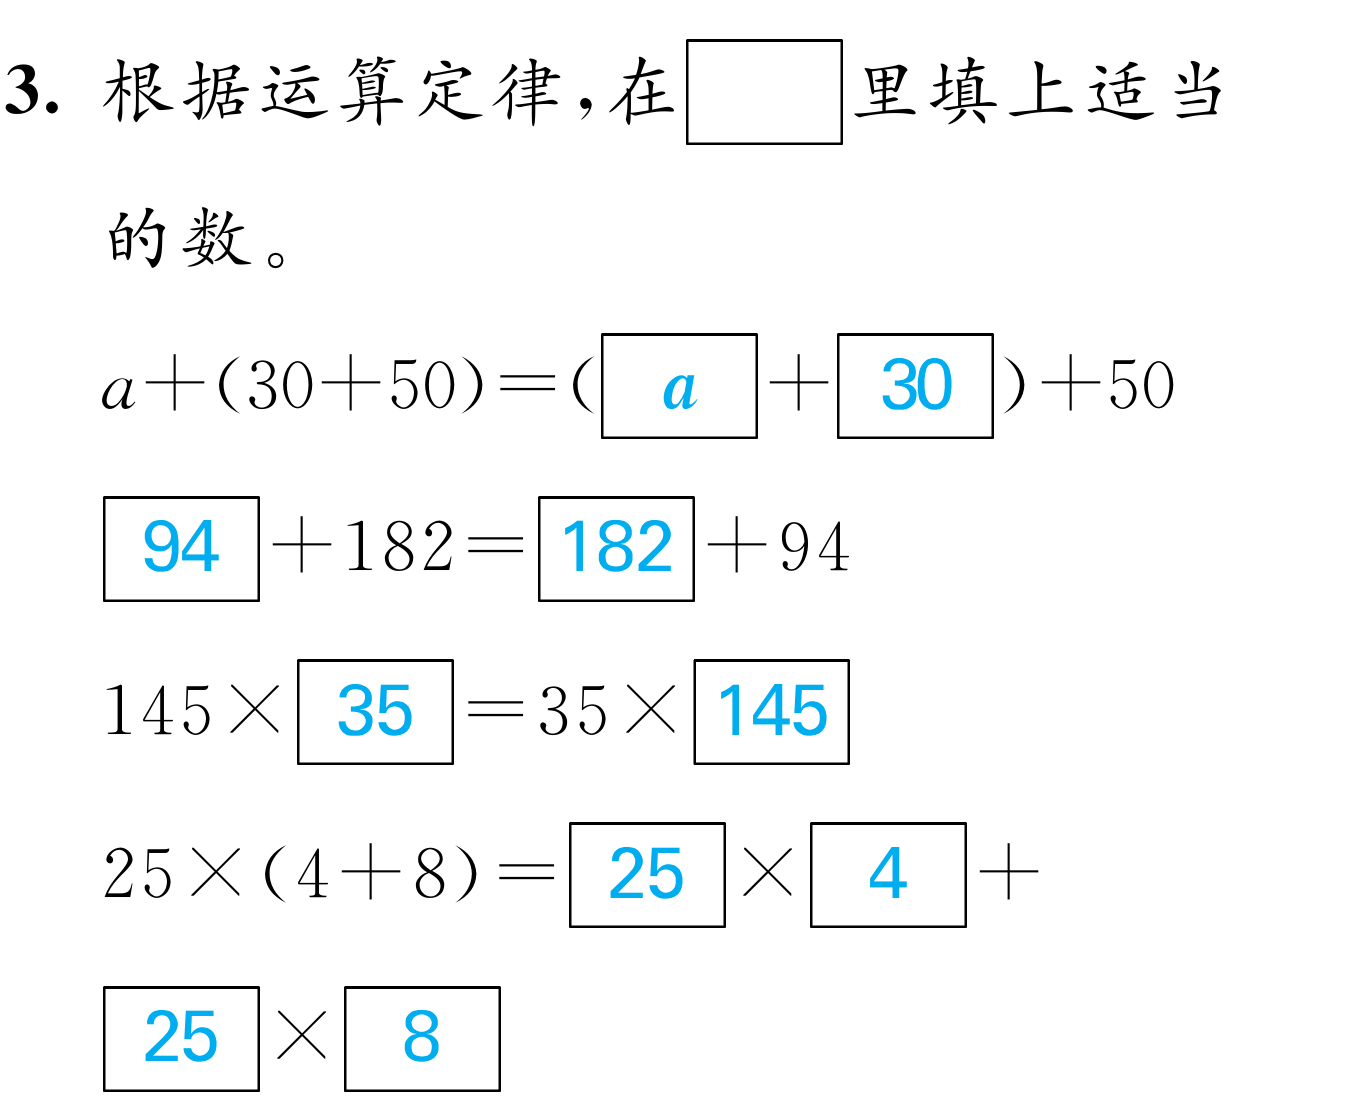 3. 根据运算定律,在□里填上适当
的数。
a+(30+50)=(a+30)+50
94+182=182+94
145×35=35×145
25×(4+8)=25×4+
25×8